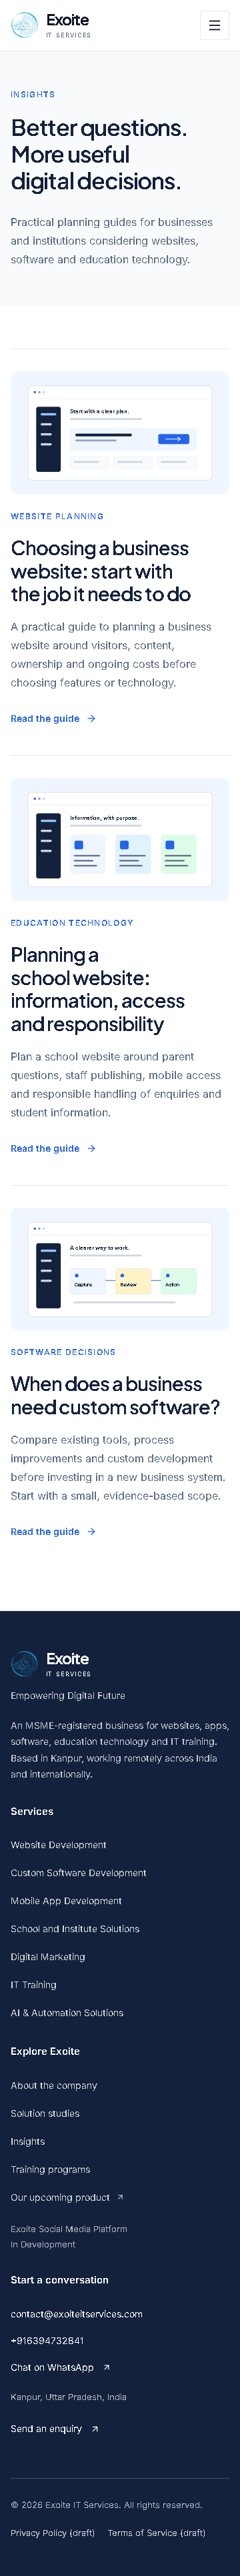 Exoite
IT SERVICES
INSIGHTS
Better questions.
More useful
digital decisions.
Practical planning guides for businesses
and institutions considering websites,
software and education technology.
Start with a clear plan.
WEBSITE PLANNING
Choosing a business
website: start with
the job it needs to do
A practical guide to planning a business
website around visitors, content,
ownership and ongoing costs before
choosing features or technology.
Read the guide →
Information, with purpose.
EDUCATION TECHNOLOGY
Planning a
school website:
information, access
and responsibility
Plan a school website around parent
questions, staff publishing, mobile access
and responsible handling of enquiries and
student information.
Read the guide →
A clearer way to work.
Capture Review Action
SOFTWARE DECISIONS
When does a business
need custom software?
Compare existing tools, process
improvements and custom development
before investing in a new business system.
Start with a small, evidence-based scope.
Read the guide →
Exoite
IT SERVICES
Empowering Digital Future
An MSME-registered business for websites, apps,
software, education technology and IT training.
Based in Kanpur, working remotely across India
and internationally.
Services
Website Development
Custom Software Development
Mobile App Development
School and Institute Solutions
Digital Marketing
IT Training
AI & Automation Solutions
Explore Exoite
About the company
Solution studies
Insights
Training programs
Our upcoming product ↗
Exoite Social Media Platform
In Development
Start a conversation
contact@exoiteitservices.com
+916394732841
Chat on WhatsApp ↗
Kanpur, Uttar Pradesh, India
Send an enquiry ↗
© 2026 Exoite IT Services. All rights reserved.
Privacy Policy (draft) Terms of Service (draft)